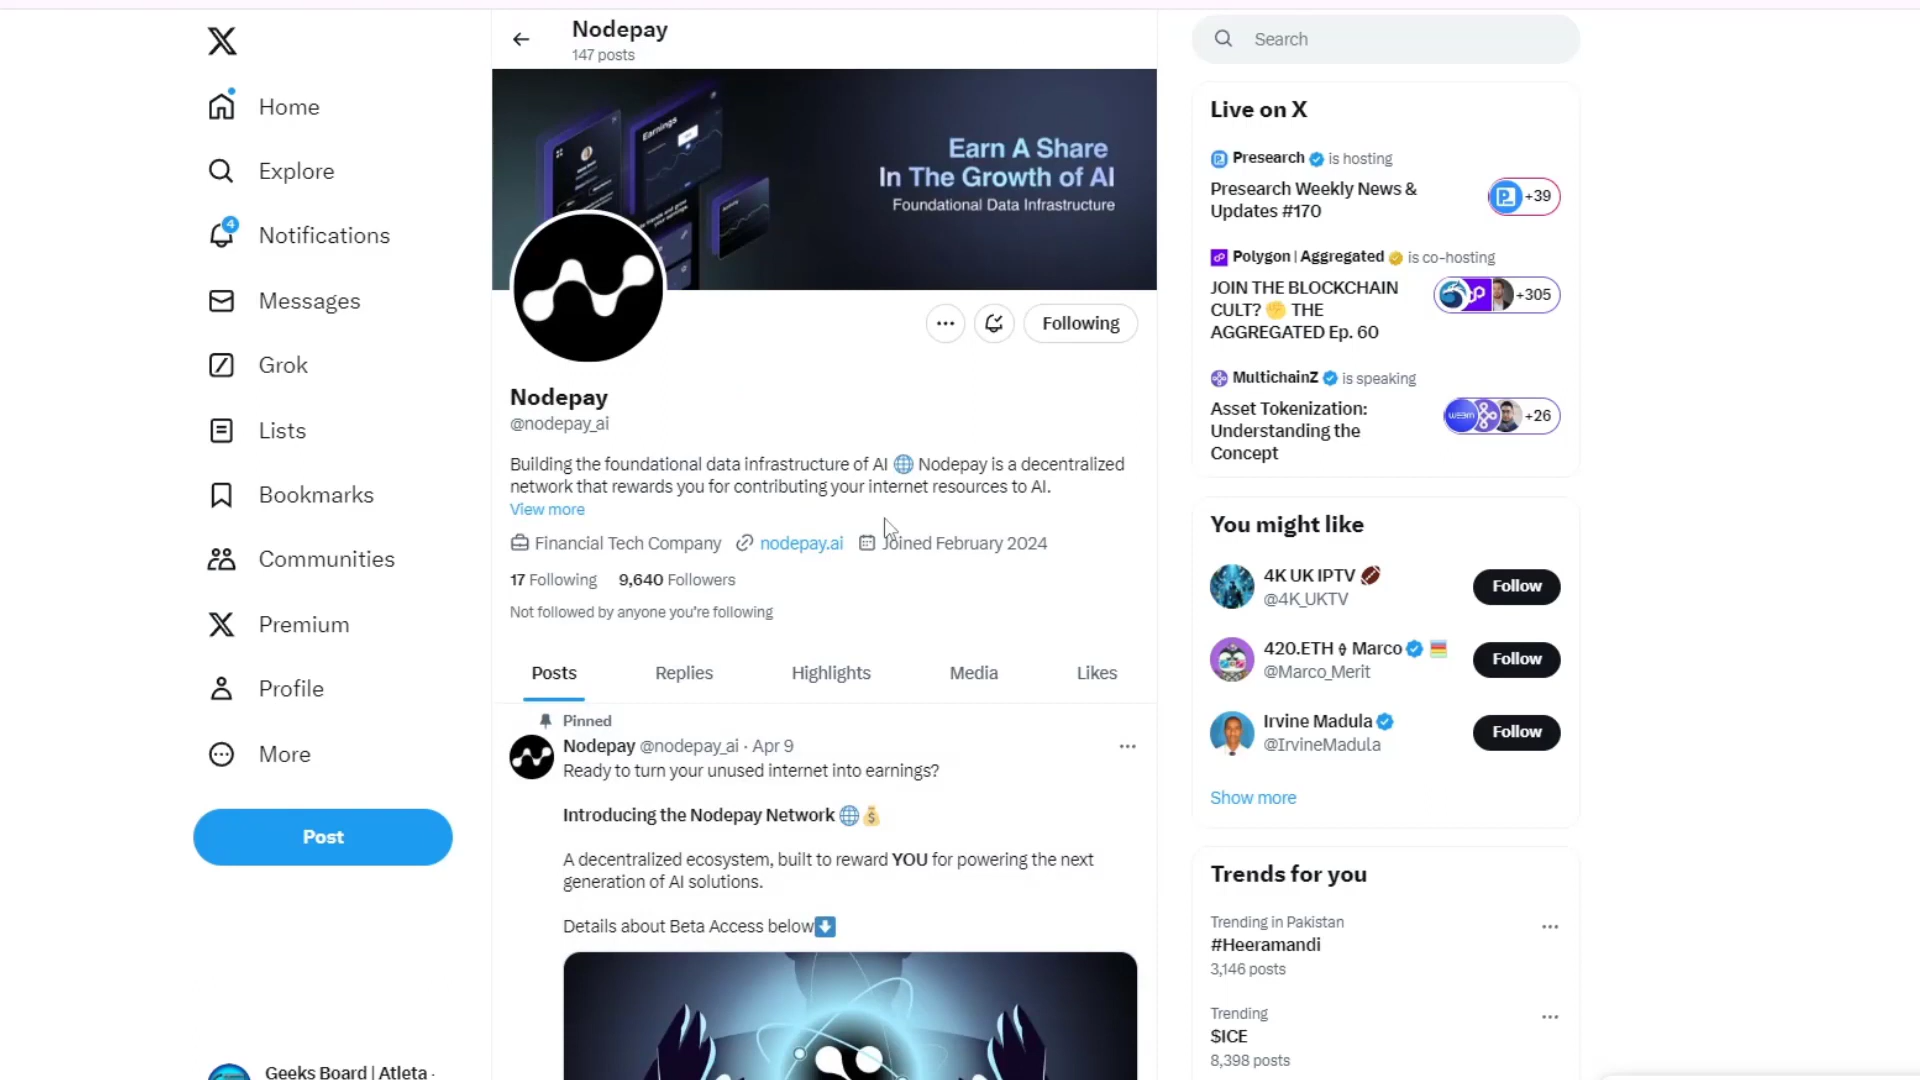 Home
Explore
4
Notifications
Messages
Grok
Lists
Bookmarks
Communities
Premium
Profile
More
Post
Geeks Board | Atleta ·
Nodepay
147 posts
Earnings
Earn A Share
In The Growth of AI
Foundational Data Infrastructure
Following
Nodepay
@nodepay_ai
Building the foundational data infrastructure of AI 🌐 Nodepay is a decentralized
network that rewards you for contributing your internet resources to AI.
View more
Financial Tech Company nodepay.ai Joined February 2024
17 Following 9,640 Followers
Not followed by anyone you're following
Posts Replies Highlights Media Likes
Pinned
Nodepay @nodepay_ai · Apr 9
Ready to turn your unused internet into earnings?
Introducing the Nodepay Network 🌐💰
A decentralized ecosystem, built to reward YOU for powering the next
generation of AI solutions.
Details about Beta Access below⬇️
Search
Live on X
Presearch is hosting
Presearch Weekly News &
Updates #170
+39
Polygon | Aggregated is co-hosting
JOIN THE BLOCKCHAIN
CULT? ✊ THE
AGGREGATED Ep. 60
+305
MultichainZ is speaking
Asset Tokenization:
Understanding the
Concept
+26
You might like
4K UK IPTV 🏈
@4K_UKTV
Follow
420.ETH ⚱ Marco
@Marco_Merit
Follow
Irvine Madula
@IrvineMadula
Follow
Show more
Trends for you
Trending in Pakistan
#Heeramandi
3,146 posts
Trending
$ICE
8,398 posts